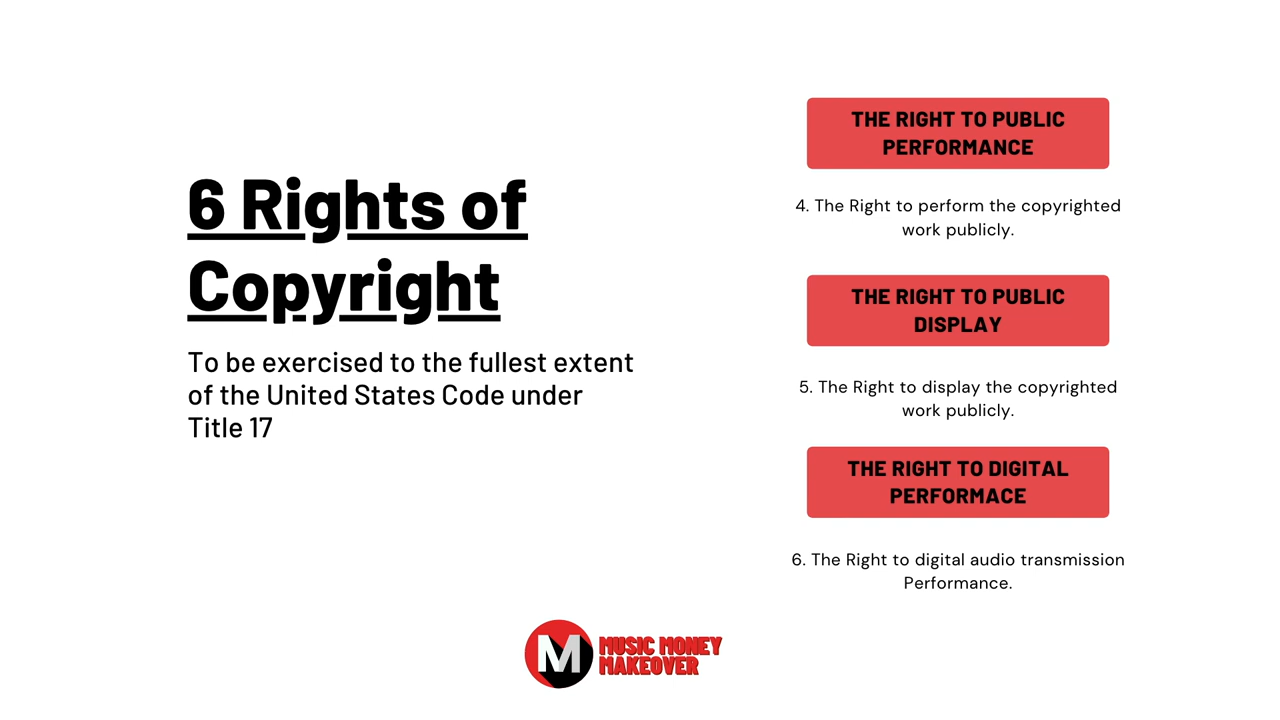 6 Rights of
Copyright
To be exercised to the fullest extent
of the United States Code under
Title 17
THE RIGHT TO PUBLIC
PERFORMANCE
4. The Right to perform the copyrighted
work publicly.
THE RIGHT TO PUBLIC
DISPLAY
5. The Right to display the copyrighted
work publicly.
THE RIGHT TO DIGITAL
PERFORMACE
6. The Right to digital audio transmission
Performance.
M
MUSIC MONEY
MAKEOVER